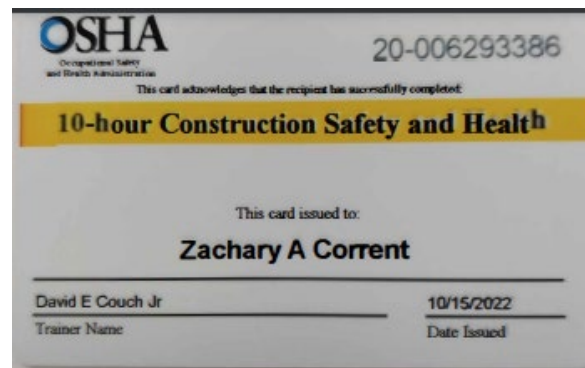 OSHA
Occupational Safety
and Health Administration
20-006293386
This card acknowledges that the recipient has successfully completed:
10-hour Construction Safety and Health
This card issued to:
Zachary A Corrent
David E Couch Jr
10/15/2022
Trainer Name
Date Issued